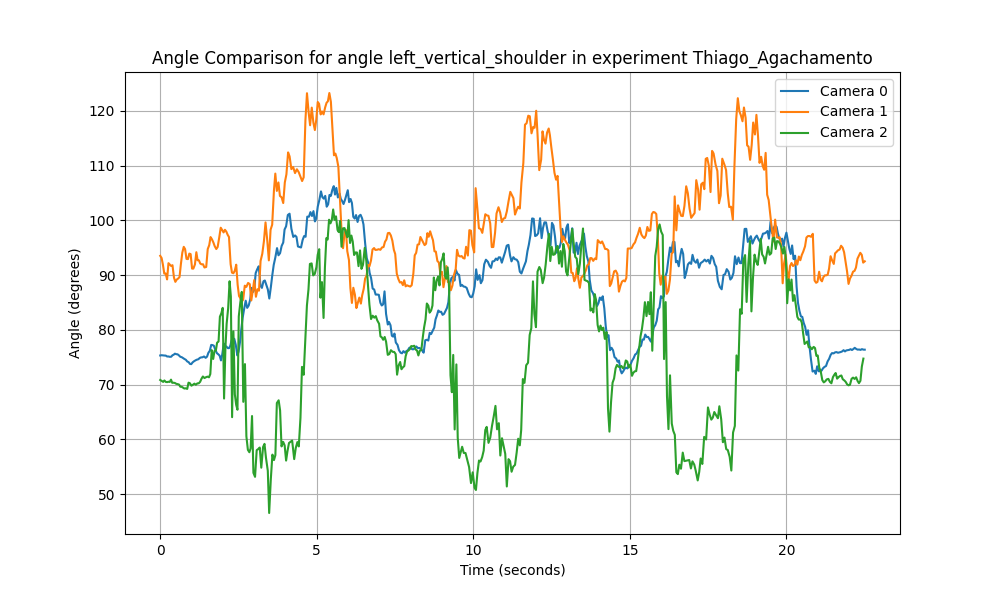 Angle Comparison for angle left_vertical_shoulder in experiment Thiago_Agachamento
Camera 0
Camera 1
Camera 2
120
110
100
90
80
70
60
50
Angle (degrees)
0 5 10 15 20
Time (seconds)